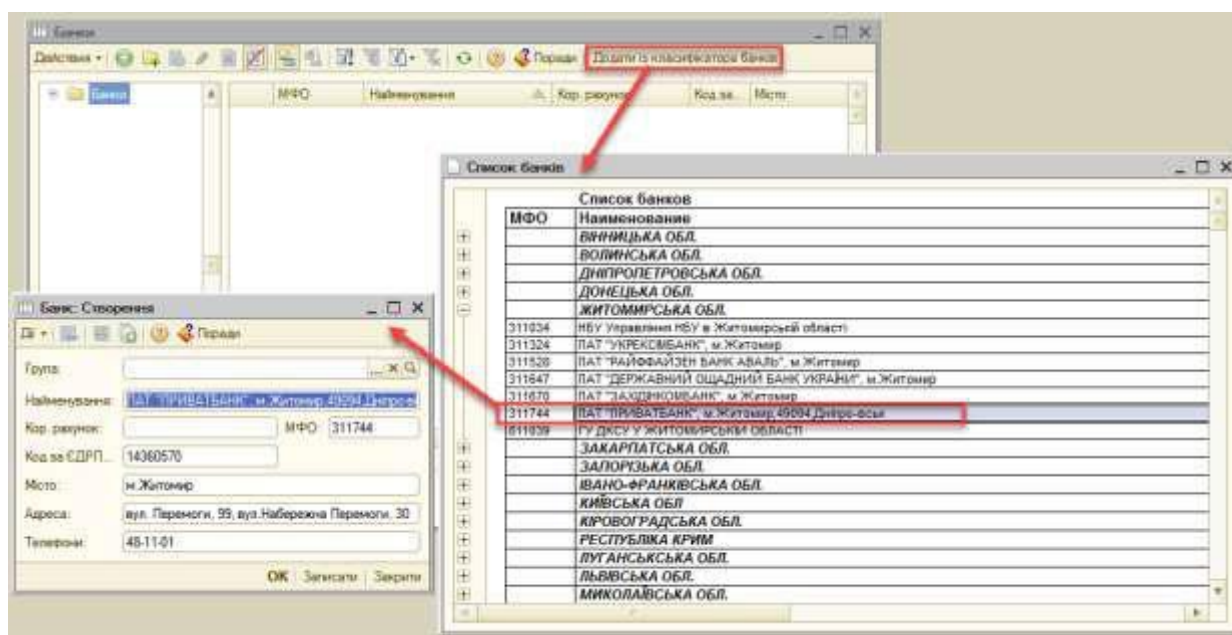 Банки
Действия
Поради
Додати із класифікатора банків
Банки
МФО Найменування Кор. рахунок Код за... Місто
Список банків
Список банков
МФО Наименование
ВІННИЦЬКА ОБЛ.
ВОЛИНСЬКА ОБЛ.
ДНІПРОПЕТРОВСЬКА ОБЛ.
ДОНЕЦЬКА ОБЛ.
ЖИТОМИРСЬКА ОБЛ.
311034 НБУ Управління НБУ в Житомирській області
311324 ПАТ "УКРЕКСІМБАНК", м.Житомир
311528 ПАТ "РАЙФФАЙЗЕН БАНК АВАЛЬ", м.Житомир
311647 ПАТ "ДЕРЖАВНИЙ ОЩАДНИЙ БАНК УКРАЇНИ", м.Житомир
311670 ПАТ "ЗАХІДІНКОМБАНК", м.Житомир
311744 ПАТ "ПРИВАТБАНК", м.Житомир,49094,Дніпро-вськ
811039 ГУ ДКСУ У ЖИТОМИРСЬКІЙ ОБЛАСТІ
ЗАКАРПАТСЬКА ОБЛ.
ЗАПОРІЗЬКА ОБЛ.
ІВАНО-ФРАНКІВСЬКА ОБЛ.
КИЇВСЬКА ОБЛ
КІРОВОГРАДСЬКА ОБЛ.
РЕСПУБЛІКА КРИМ
ЛУГАНСЬКСЬКА ОБЛ.
ЛЬВІВСЬКА ОБЛ.
МИКОЛАЇВСЬКА ОБЛ.
Банк: Створення
Дії
Поради
Група:
Найменування: ПАТ "ПРИВАТБАНК", м.Житомир,49094,Дніпро-в
Кор. рахунок: МФО: 311744
Код за ЄДРП... 14360570
Місто: м.Житомир
Адреса: вул. Перемоги, 99, вул.Набережна Перемоги, 30
Телефони: 48-11-01
OK Записати Закрити